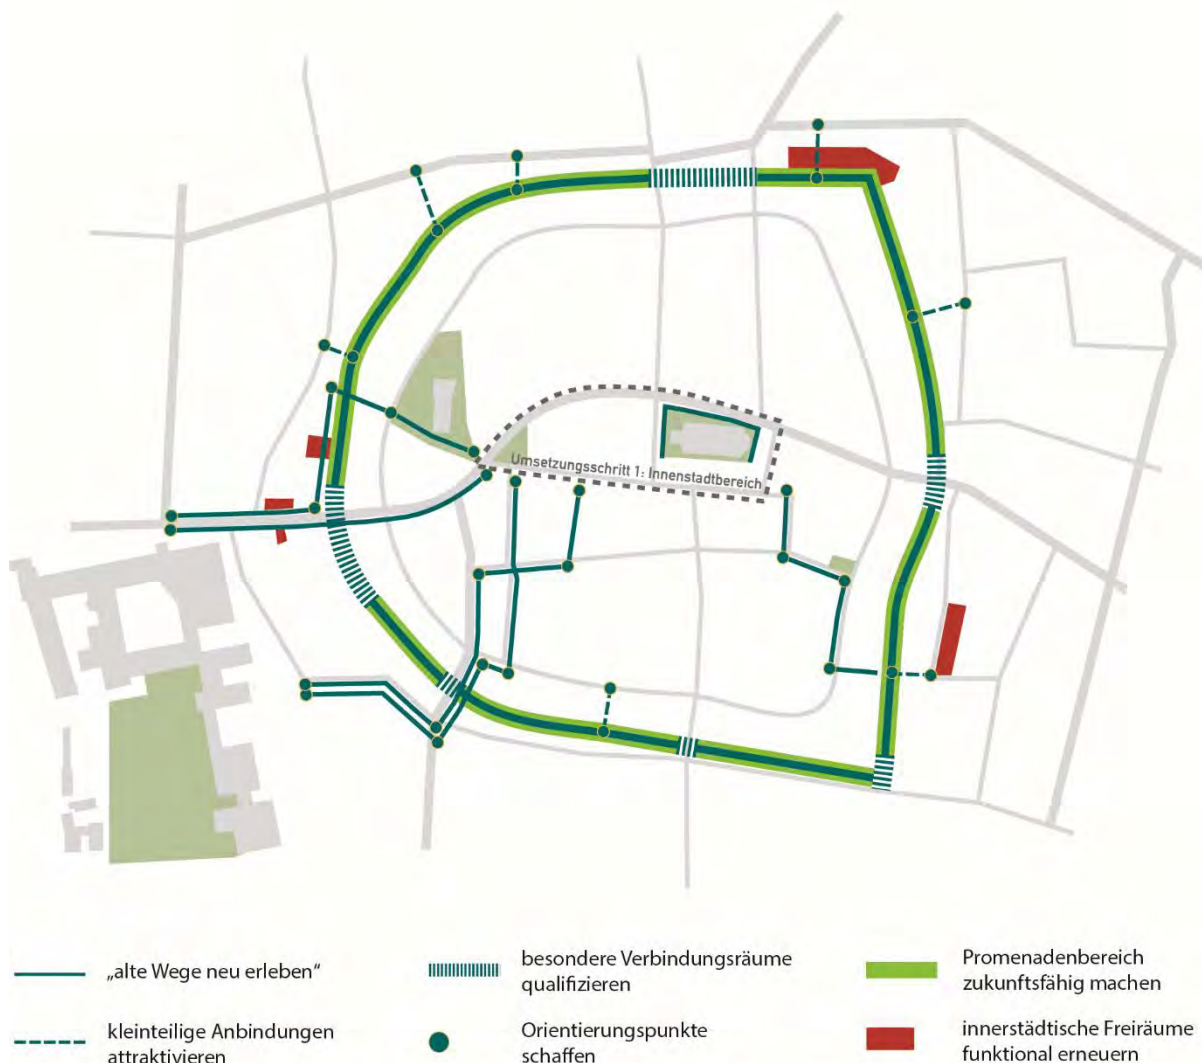 Umsetzungsschritt 1: Innenstadtbereich
„alte Wege neu erleben“
besondere Verbindungsräume
qualifizieren
Promenadenbereich
zukunftsfähig machen
kleinteilige Anbindungen
attraktivieren
Orientierungspunkte
schaffen
innerstädtische Freiräume
funktional erneuern